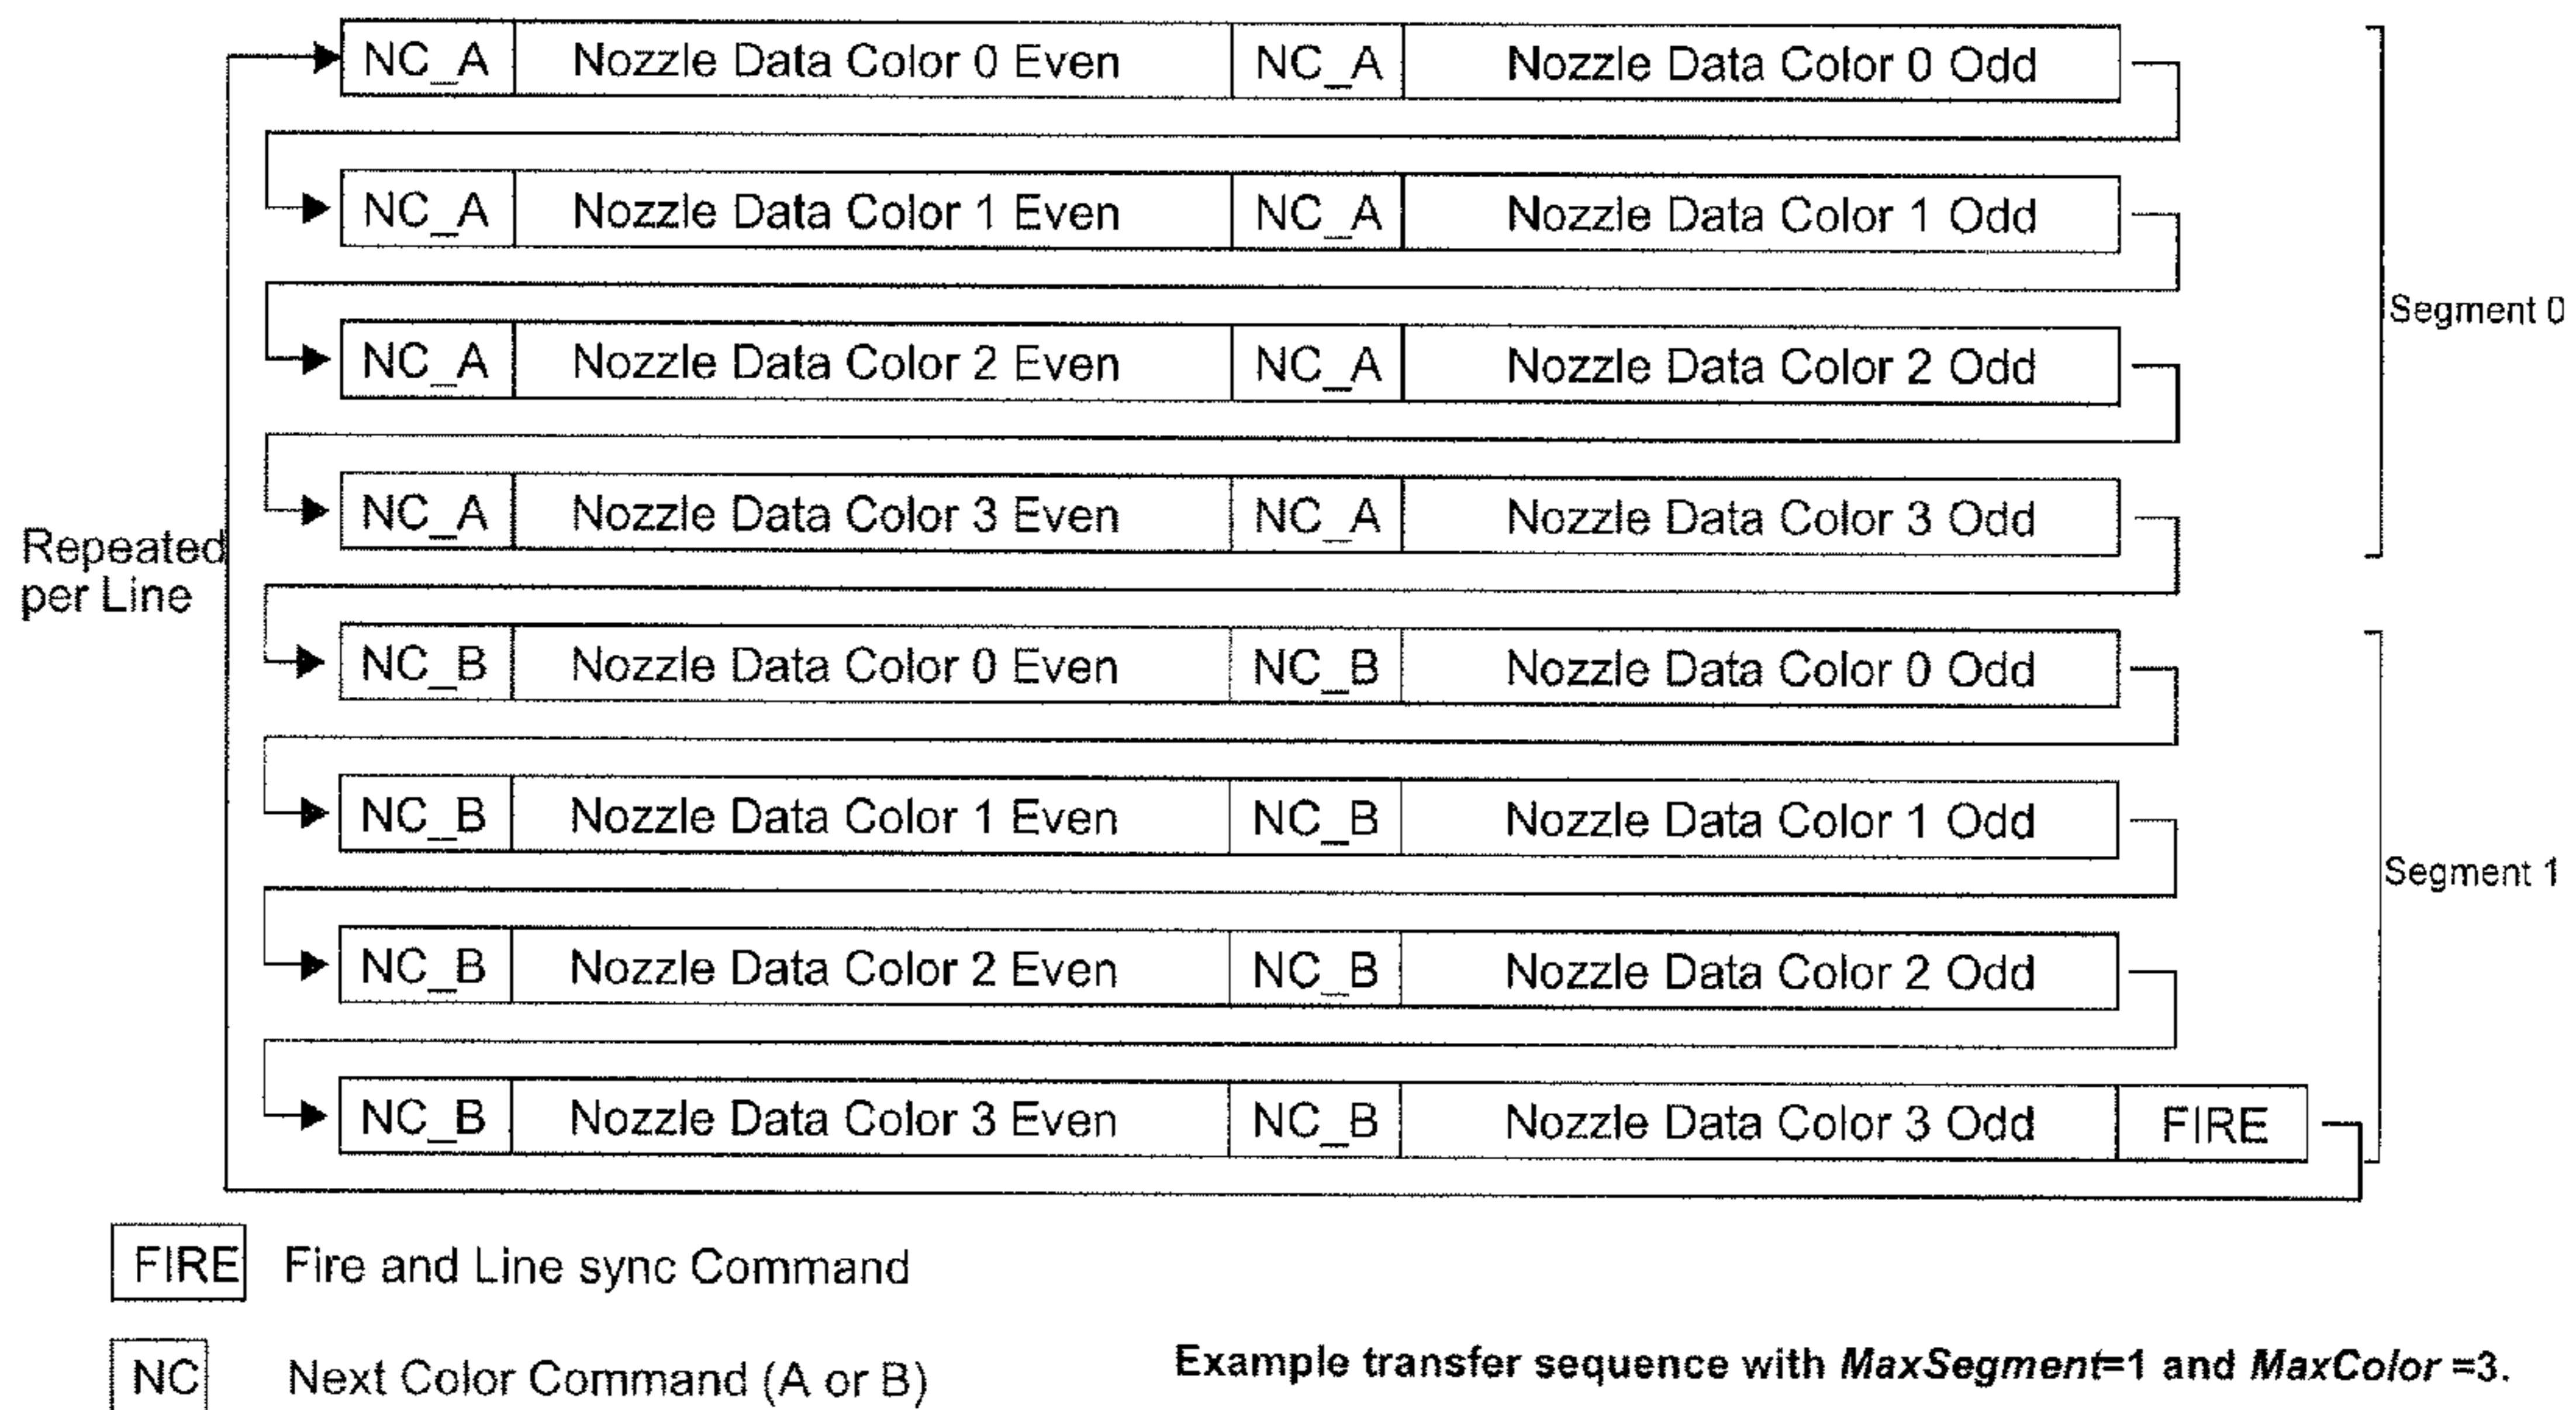 NC_A Nozzle Data Color 0 Even NC_A Nozzle Data Color 0 Odd
NC_A Nozzle Data Color 1 Even NC_A Nozzle Data Color 1 Odd
Segment 0
NC_A Nozzle Data Color 2 Even NC_A Nozzle Data Color 2 Odd
NC_A Nozzle Data Color 3 Even NC_A Nozzle Data Color 3 Odd
Repeated
per Line
NC_B Nozzle Data Color 0 Even NC_B Nozzle Data Color 0 Odd
NC_B Nozzle Data Color 1 Even NC_B Nozzle Data Color 1 Odd
Segment 1
NC_B Nozzle Data Color 2 Even NC_B Nozzle Data Color 2 Odd
NC_B Nozzle Data Color 3 Even NC_B Nozzle Data Color 3 Odd FIRE
FIRE Fire and Line sync Command
NC Next Color Command (A or B)
Example transfer sequence with MaxSegment=1 and MaxColor =3.